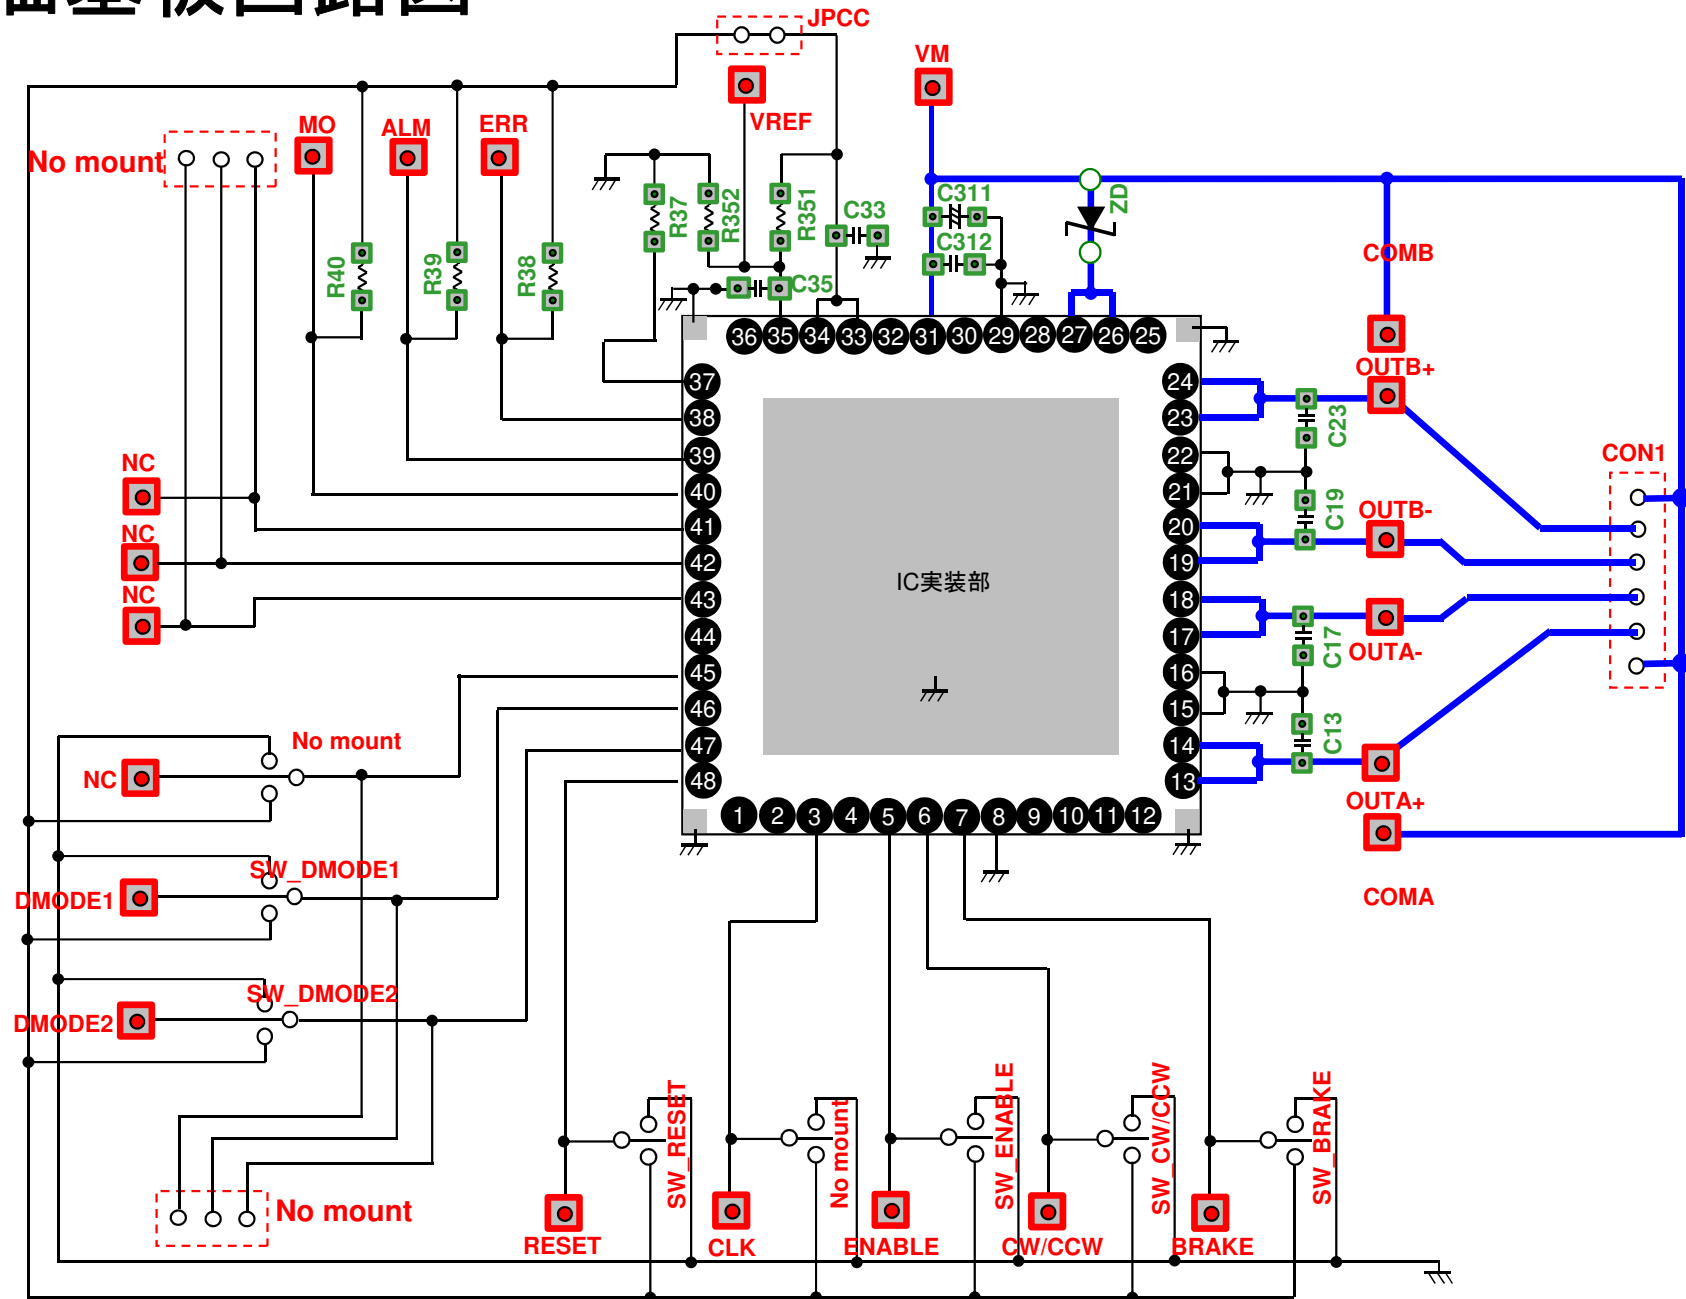 基板回路図
JPCC
VM
VREF
MO
ALM
ERR
No mount
R40
R39
R38
R37
R352
R351
C33
C35
C311
C312
ZD
COMB
OUTB+
36 35 34 33 32 31 30 29 28 27 26 25
37
38
39
40
41
42
43
44
45
46
47
48
24
23
22
21
20
19
18
17
16
15
14
13
1 2 3 4 5 6 7 8 9 10 11 12
IC実装部
C23
C19
C17
C13
CON1
OUTB-
OUTA-
OUTA+
COMA
NC
NC
NC
No mount
NC
SW_DMODE1
DMODE1
SW_DMODE2
DMODE2
No mount
SW_RESET
No mount
SW_ENABLE
SW_CW/CCW
SW_BRAKE
RESET
CLK
ENABLE
CW/CCW
BRAKE